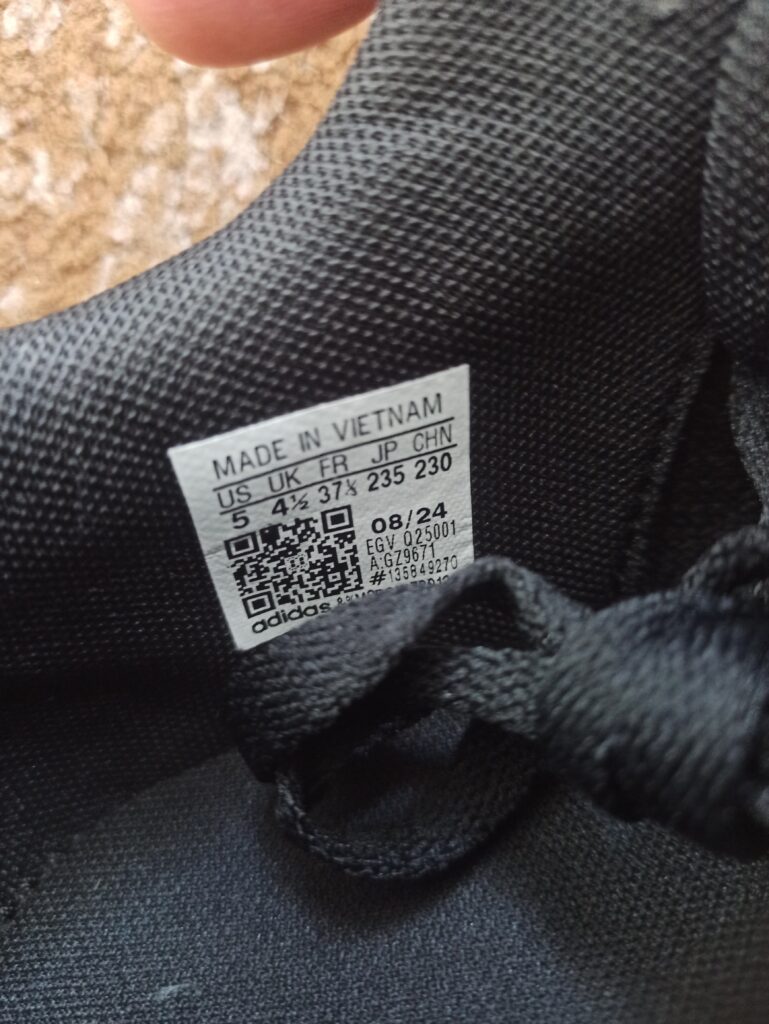 MADE IN VIETNAM
US UK FR JP CHN
5 4½ 37⅓ 235 230
08/24
EGV Q25001
A:GZ9671
#135849270
adidas